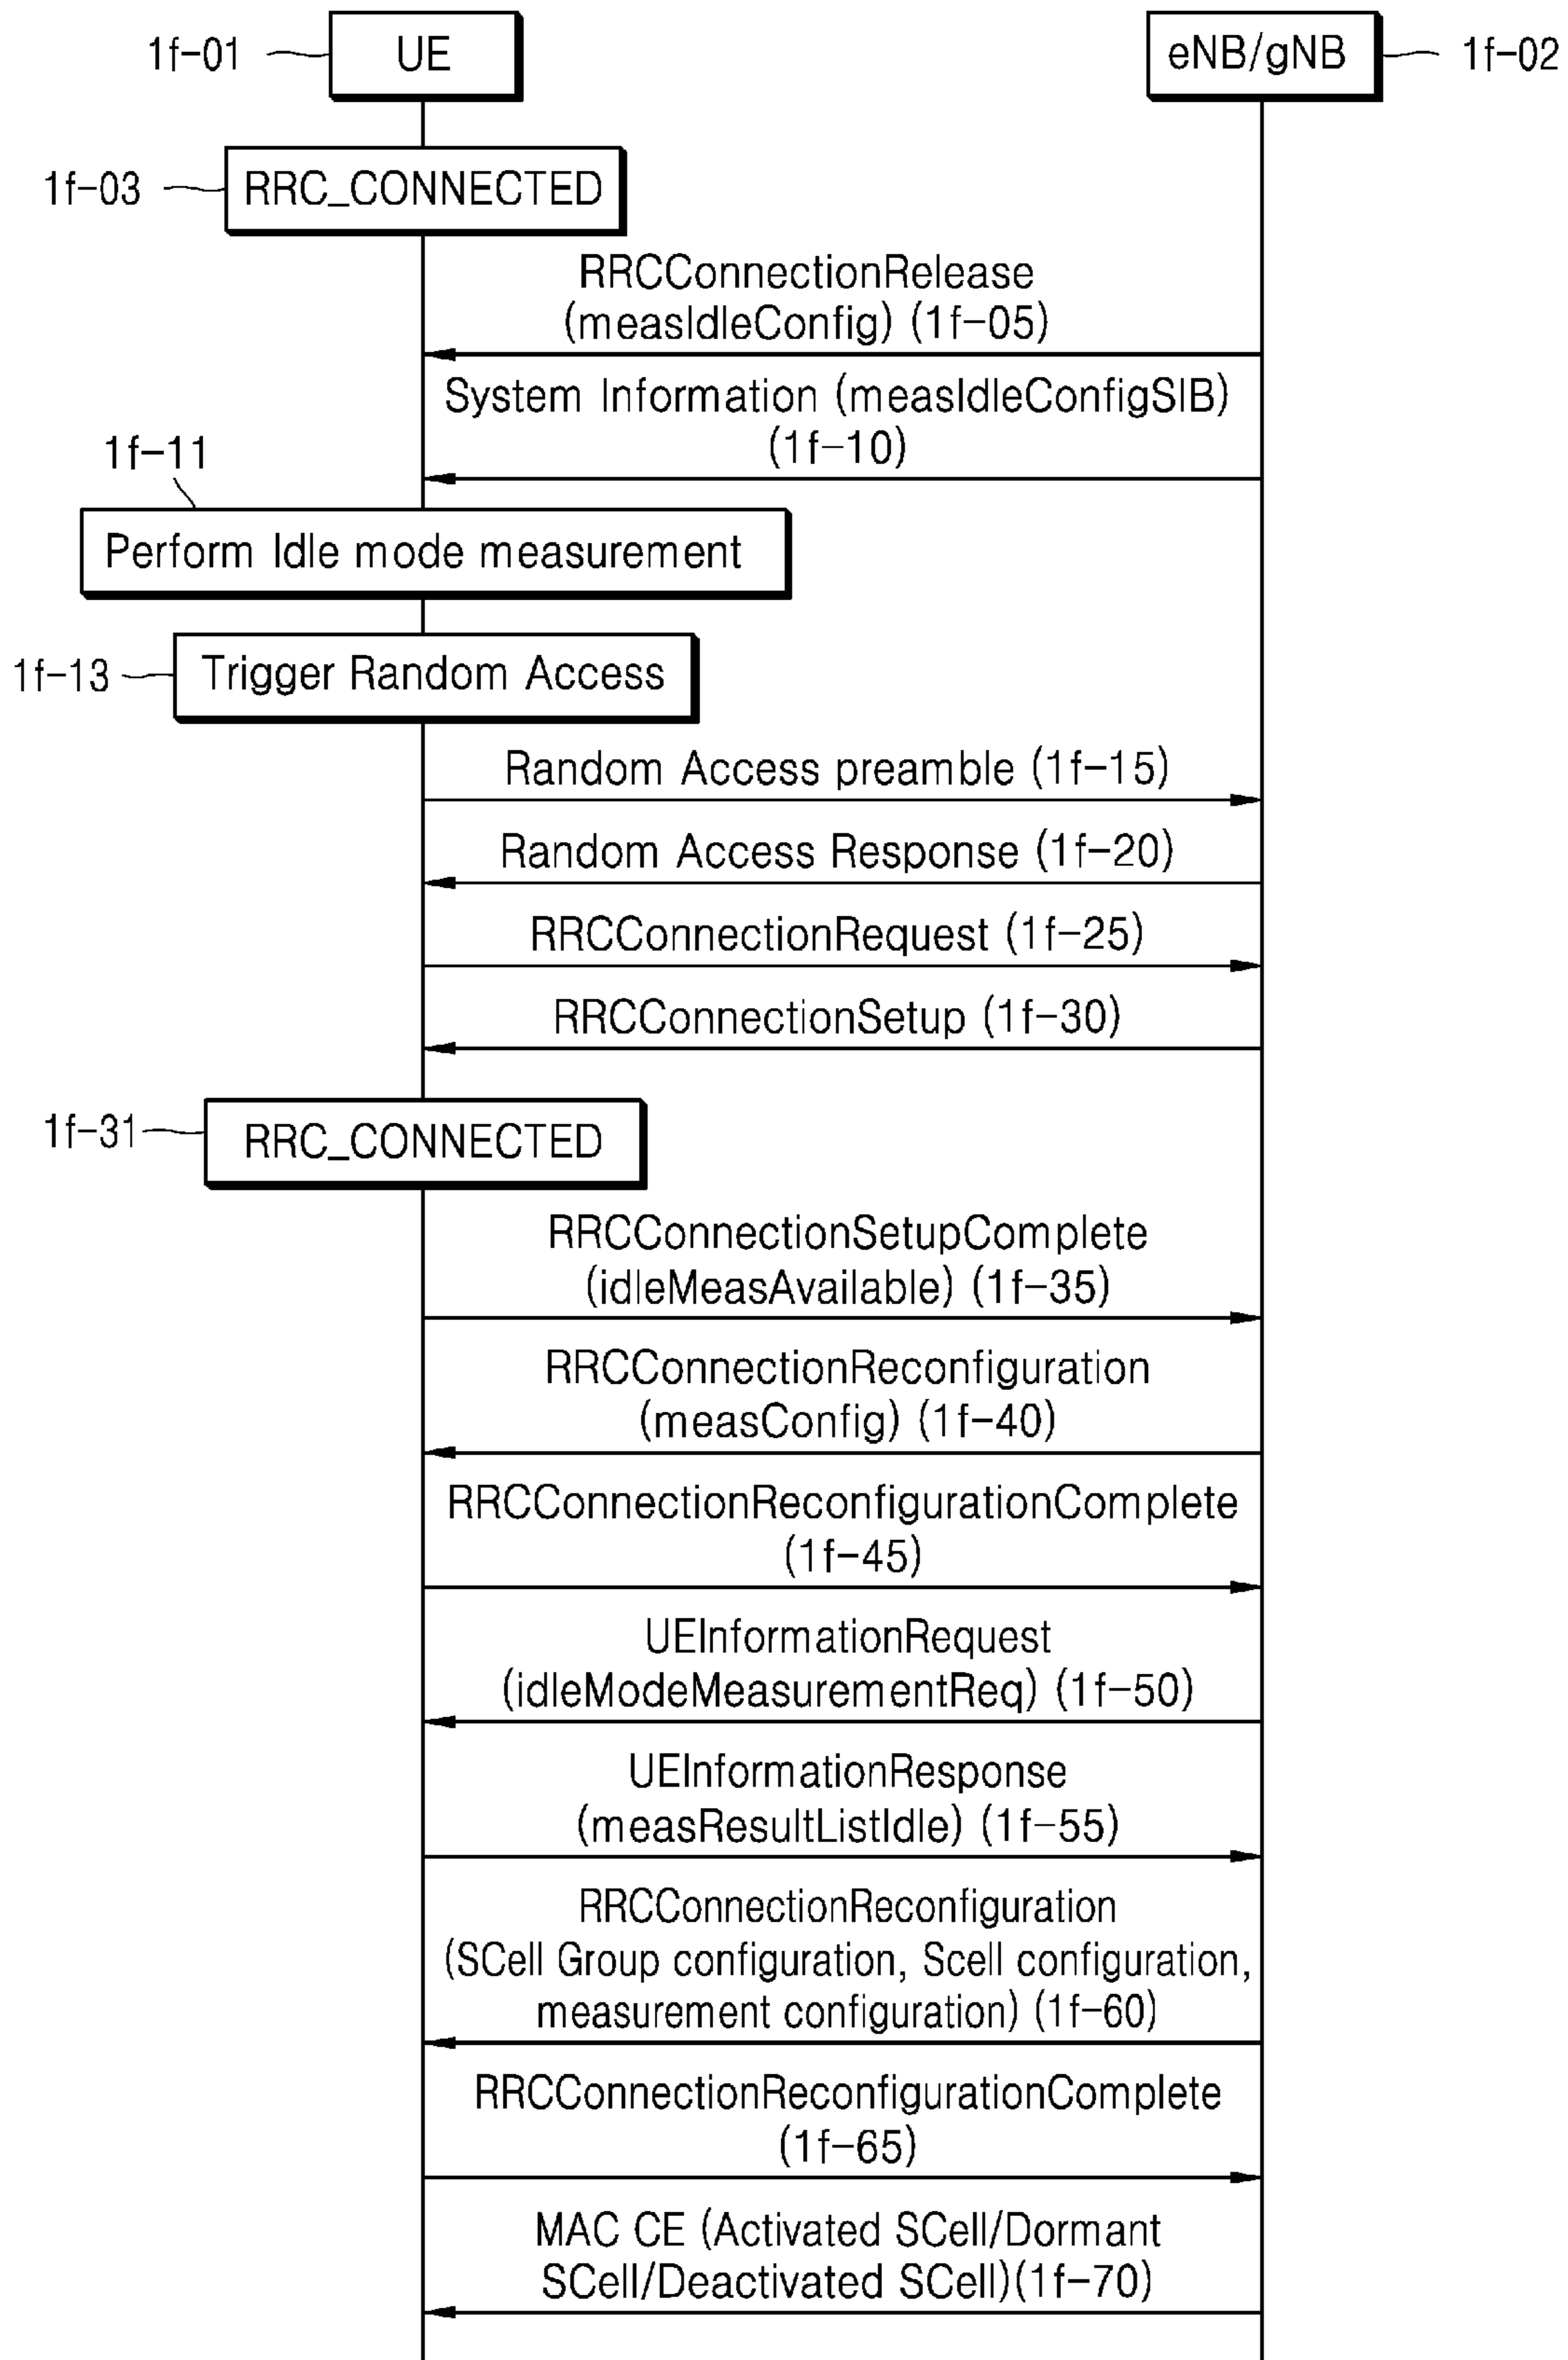 1f-01
UE
eNB/gNB
1f-02
1f-03
RRC_CONNECTED
RRCConnectionRelease
(measIdleConfig) (1f-05)
System Information (measIdleConfigSIB)
(1f-10)
1f-11
Perform Idle mode measurement
1f-13
Trigger Random Access
Random Access preamble (1f-15)
Random Access Response (1f-20)
RRCConnectionRequest (1f-25)
RRCConnectionSetup (1f-30)
1f-31
RRC_CONNECTED
RRCConnectionSetupComplete
(idleMeasAvailable) (1f-35)
RRCConnectionReconfiguration
(measConfig) (1f-40)
RRCConnectionReconfigurationComplete
(1f-45)
UEInformationRequest
(idleModeMeasurementReq) (1f-50)
UEInformationResponse
(measResultListIdle) (1f-55)
RRCConnectionReconfiguration
(SCell Group configuration, Scell configuration,
measurement configuration) (1f-60)
RRCConnectionReconfigurationComplete
(1f-65)
MAC CE (Activated SCell/Dormant
SCell/Deactivated SCell)(1f-70)